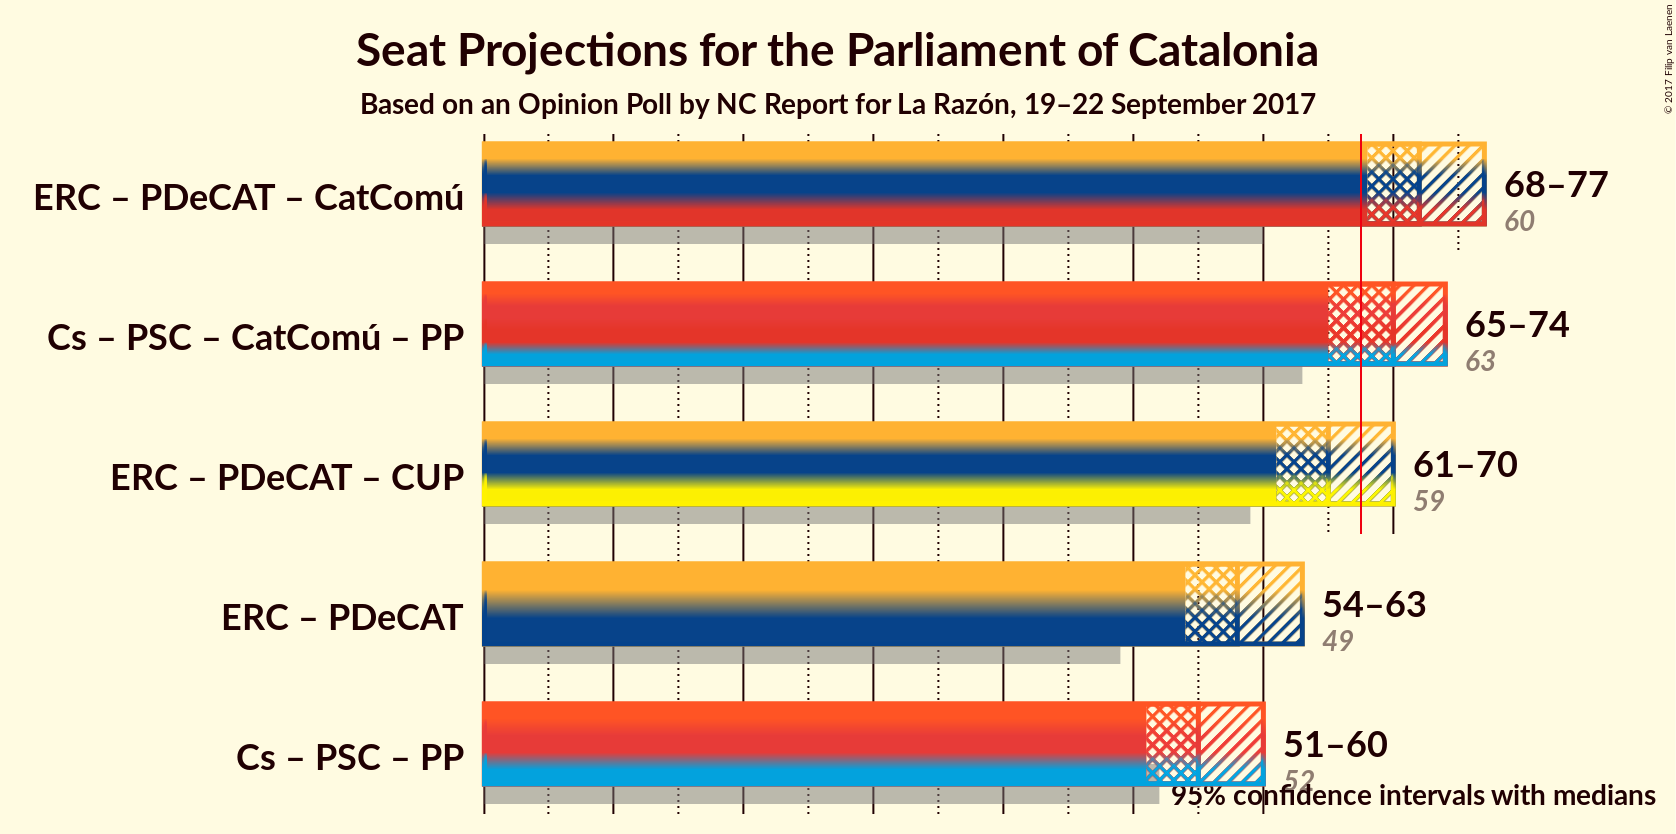 Seat Projections for the Parliament of Catalonia
Based on an Opinion Poll by NC Report for La Razón, 19–22 September 2017
© 2017 Filip van Laenen
ERC – PDeCAT – CatComú
68–77
60
Cs – PSC – CatComú – PP
65–74
63
ERC – PDeCAT – CUP
61–70
59
ERC – PDeCAT
54–63
49
Cs – PSC – PP
51–60
52
95% confidence intervals with medians